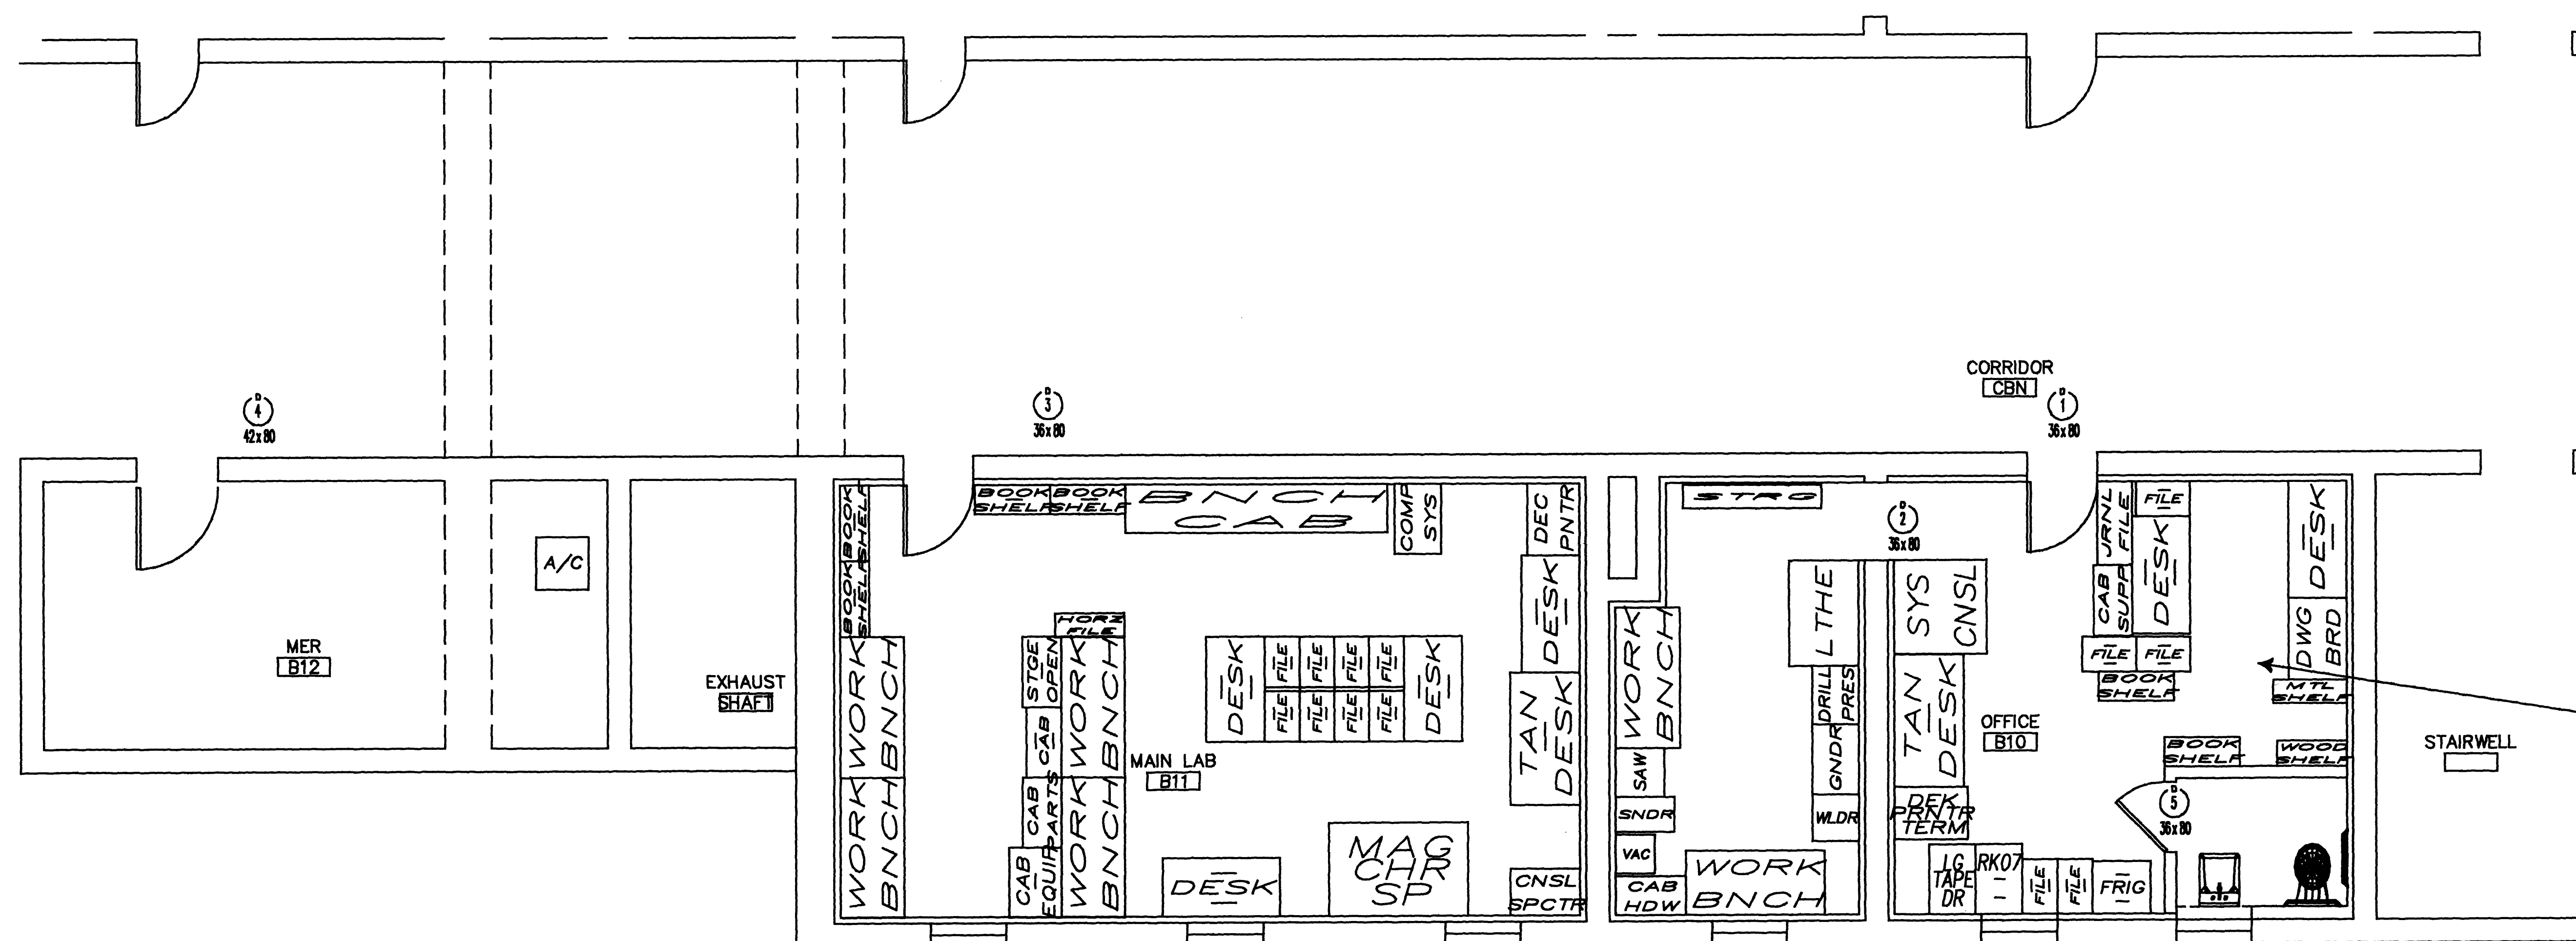 CORRIDOR
CBN
D
4
42x80
D
3
36x80
D
1
36x80
MER
B12
A/C
EXHAUST
SHAFT
BOOK
SHELF
BOOK
SHELF
BOOK
SHELF
BOOK
SHELF
BNCH
CAB
COMP
SYS
DEC
PNTR
DESK
TAN
DESK
HORZ
FILE
STGE
OPEN
CAB
CAB
PARTS
CAB
EQUIP
WORK
BNCH
WORK
BNCH
WORK
BNCH
WORK
BNCH
DESK
FILE
FILE
FILE
FILE
FILE
FILE
FILE
FILE
DESK
MAIN LAB
B11
DESK
MAG
CHR
SP
CNSL
SPCTR
STRG
WORK
BNCH
SAW
SNDR
VAC
CAB
HDW
WORK
BNCH
LTHE
DRILL
PRES
GNDR
WLDR
D
2
36x80
SYS
CNSL
TAN
DESK
DEK
PRNTR
TERM
LG
TAPE
DR
RK07
FILE
FILE
FRIG
OFFICE
B10
JRNL
FILE
FILE
DESK
CAB
SUPP
FILE
FILE
BOOK
SHELF
DESK
DWG
BRD
MTL
SHELF
BOOK
SHELF
WOOD
SHELF
D
5
36x80
STAIRWELL